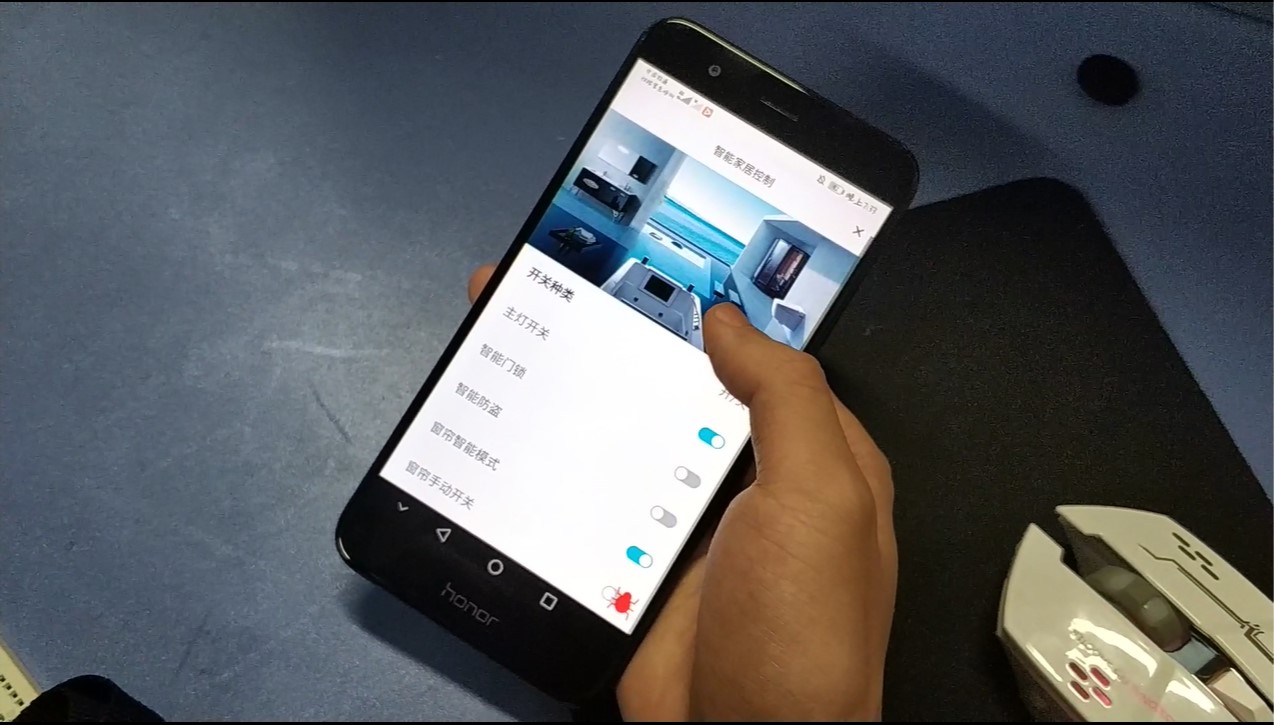 智能家居控制
晚上7:11
开关种类
开关
主灯开关
智能门锁
智能防盗
窗帘智能模式
窗帘手动开关
honor